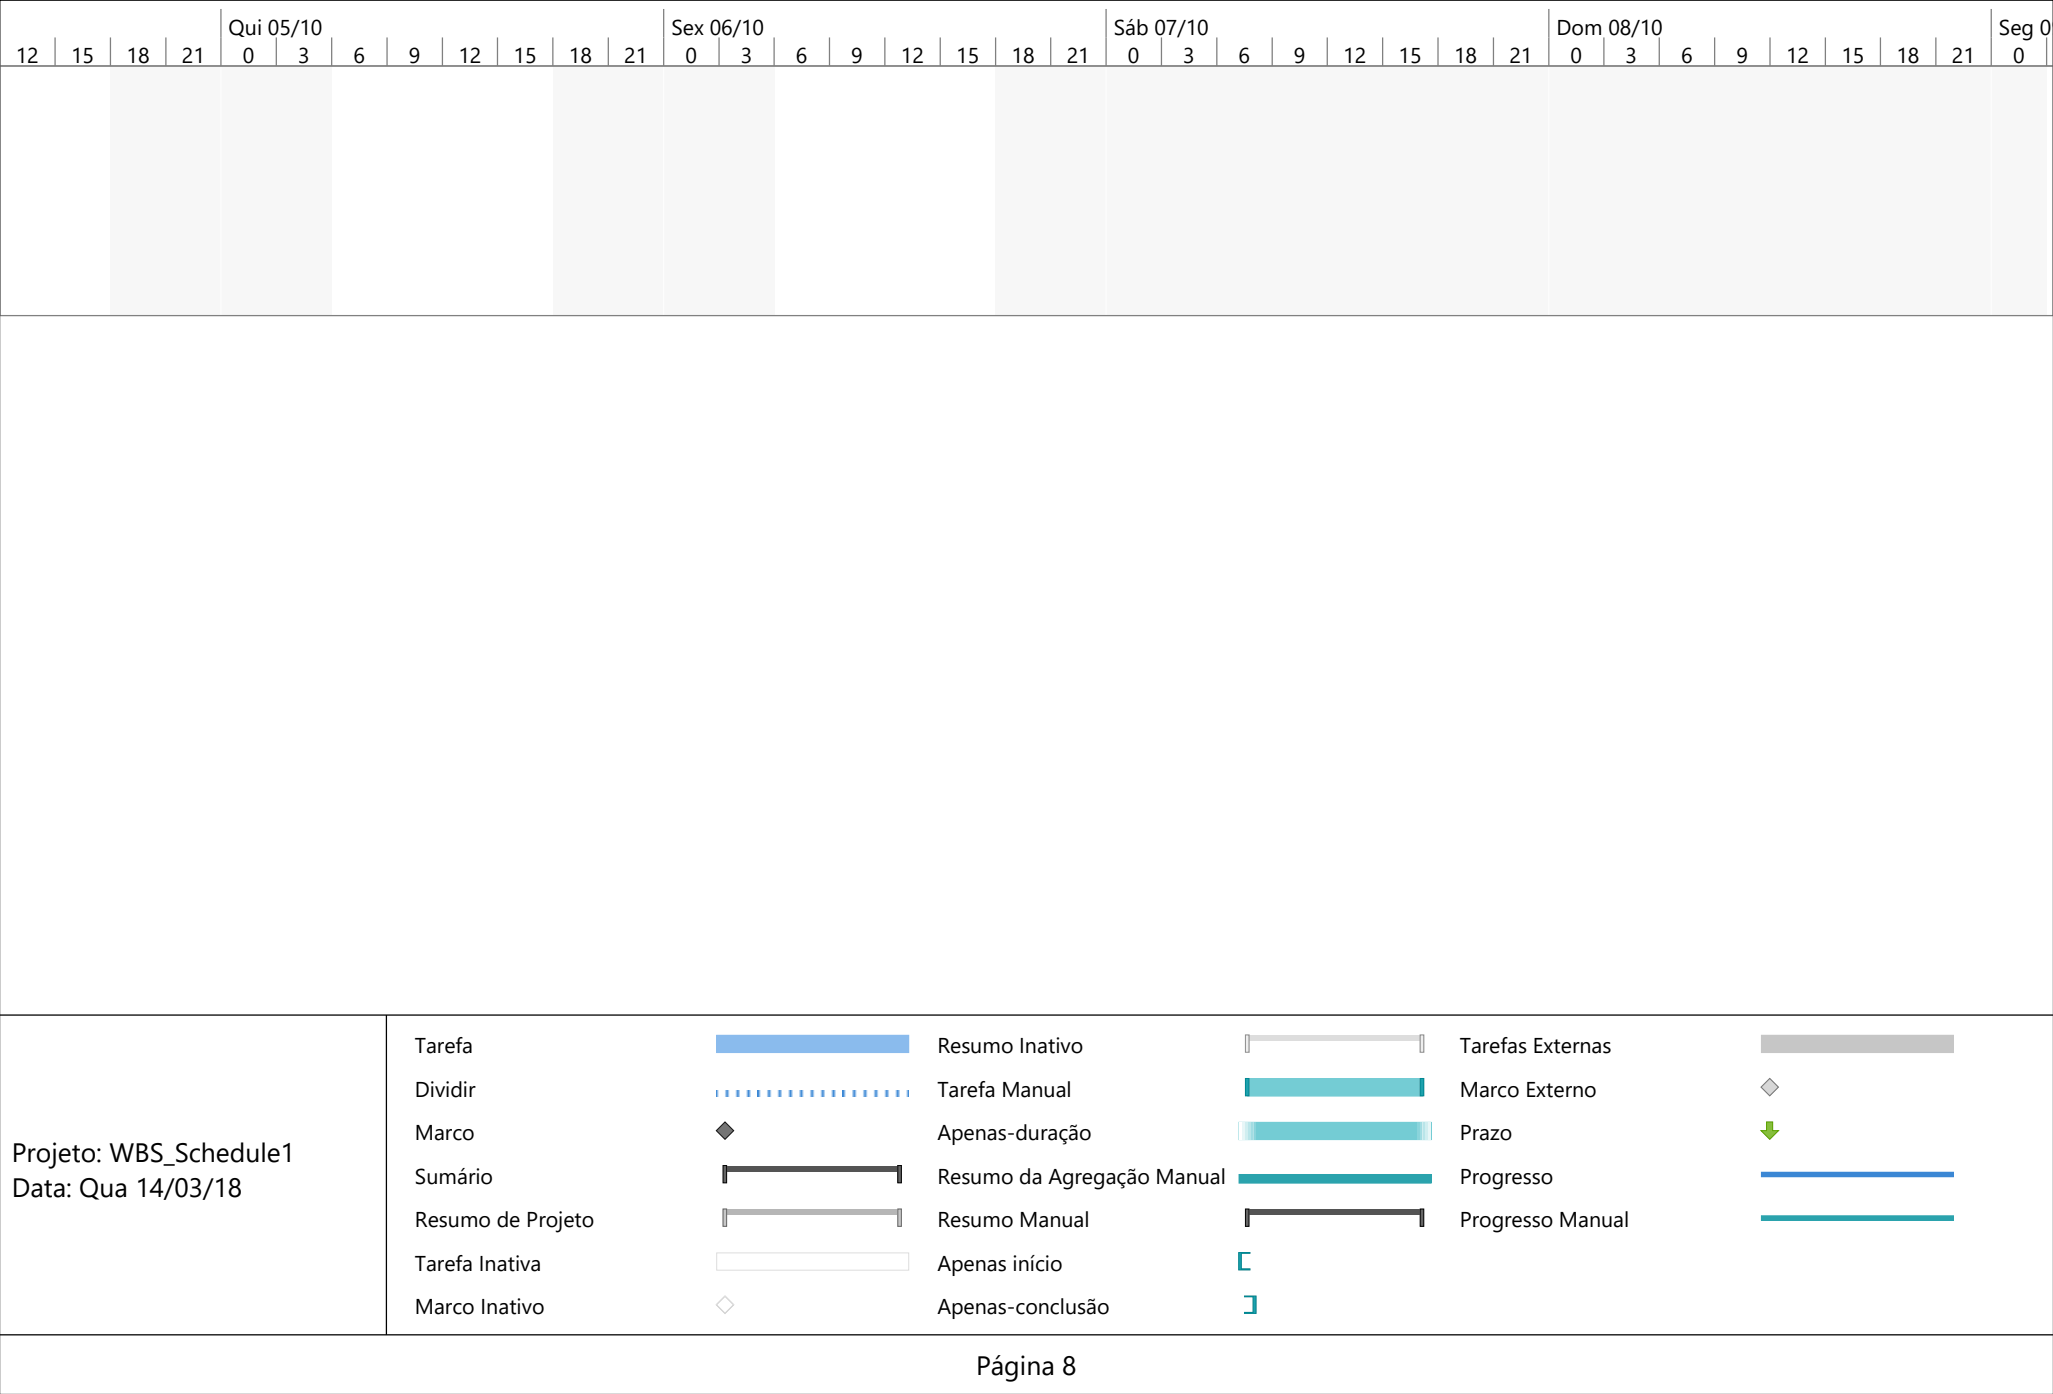 Qui 05/10 Sex 06/10 Sáb 07/10 Dom 08/10 Seg 0
12 15 18 21 0 3 6 9 12 15 18 21 0 3 6 9 12 15 18 21 0 3 6 9 12 15 18 21 0 3 6 9 12 15 18 21 0
Projeto: WBS_Schedule1
Data: Qua 14/03/18
Tarefa
Dividir
Marco
Sumário
Resumo de Projeto
Tarefa Inativa
Marco Inativo
Resumo Inativo
Tarefa Manual
Apenas-duração
Resumo da Agregação Manual
Resumo Manual
Apenas início
Apenas-conclusão
Tarefas Externas
Marco Externo
Prazo
Progresso
Progresso Manual
Página 8